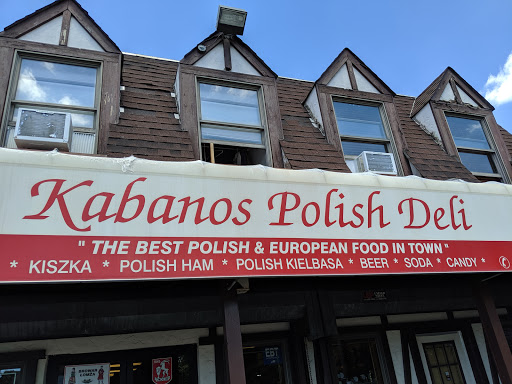 Kabanos Polish Deli
" THE BEST POLISH & EUROPEAN FOOD IN TOWN "
* KISZKA * POLISH HAM * POLISH KIELBASA * BEER * SODA * CANDY *